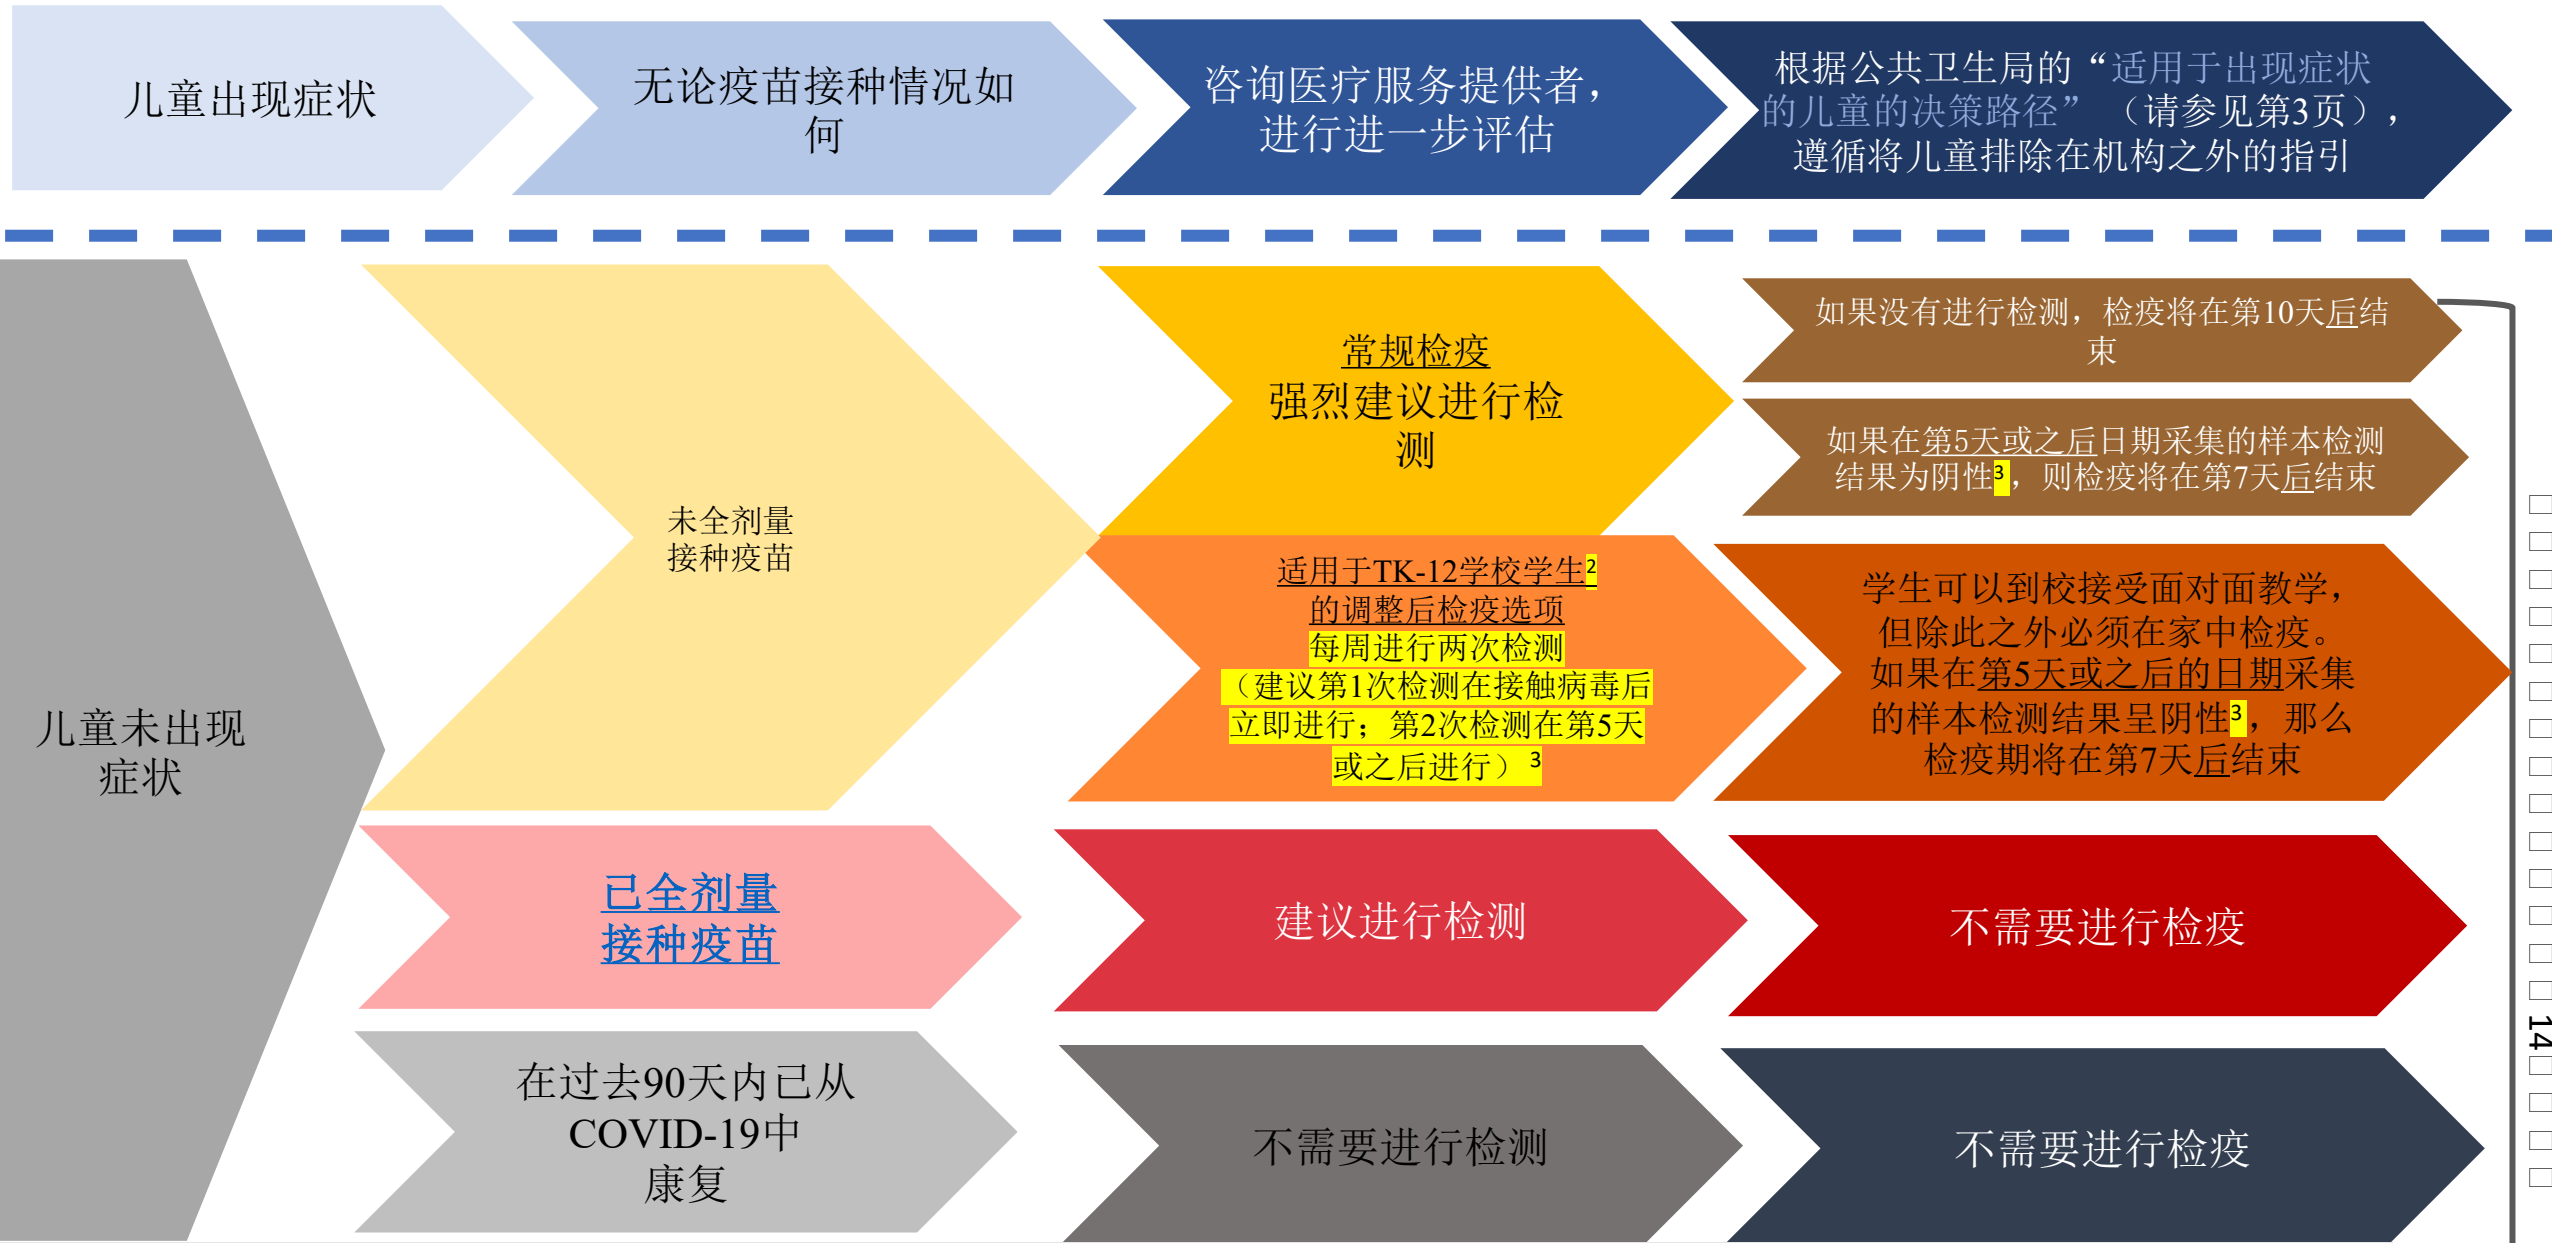 儿童出现症状
无论疫苗接种情况如
何
咨询医疗服务提供者，
进行进一步评估
根据公共卫生局的“适用于出现症状
的儿童的决策路径”（请参见第3页），
遵循将儿童排除在机构之外的指引
儿童未出现
症状
未全剂量
接种疫苗
常规检疫
强烈建议进行检
测
如果没有进行检测，检疫将在第10天后结
束
如果在第5天或之后日期采集的样本检测
结果为阴性3，则检疫将在第7天后结束
适用于TK-12学校学生2
的调整后检疫选项
每周进行两次检测
（建议第1次检测在接触病毒后
立即进行；第2次检测在第5天
或之后进行）3
学生可以到校接受面对面教学，
但除此之外必须在家中检疫。
如果在第5天或之后的日期采集
的样本检测结果呈阴性3，那么
检疫期将在第7天后结束
已全剂量
接种疫苗
建议进行检测
不需要进行检疫
在过去90天内已从
COVID-19中
康复
不需要进行检测
不需要进行检疫
14